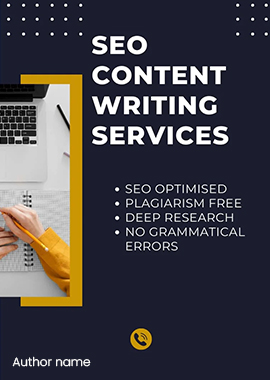 SEO
CONTENT
WRITING
SERVICES
SEO OPTIMISED
PLAGIARISM FREE
DEEP RESEARCH
NO GRAMMATICAL
ERRORS
Author name